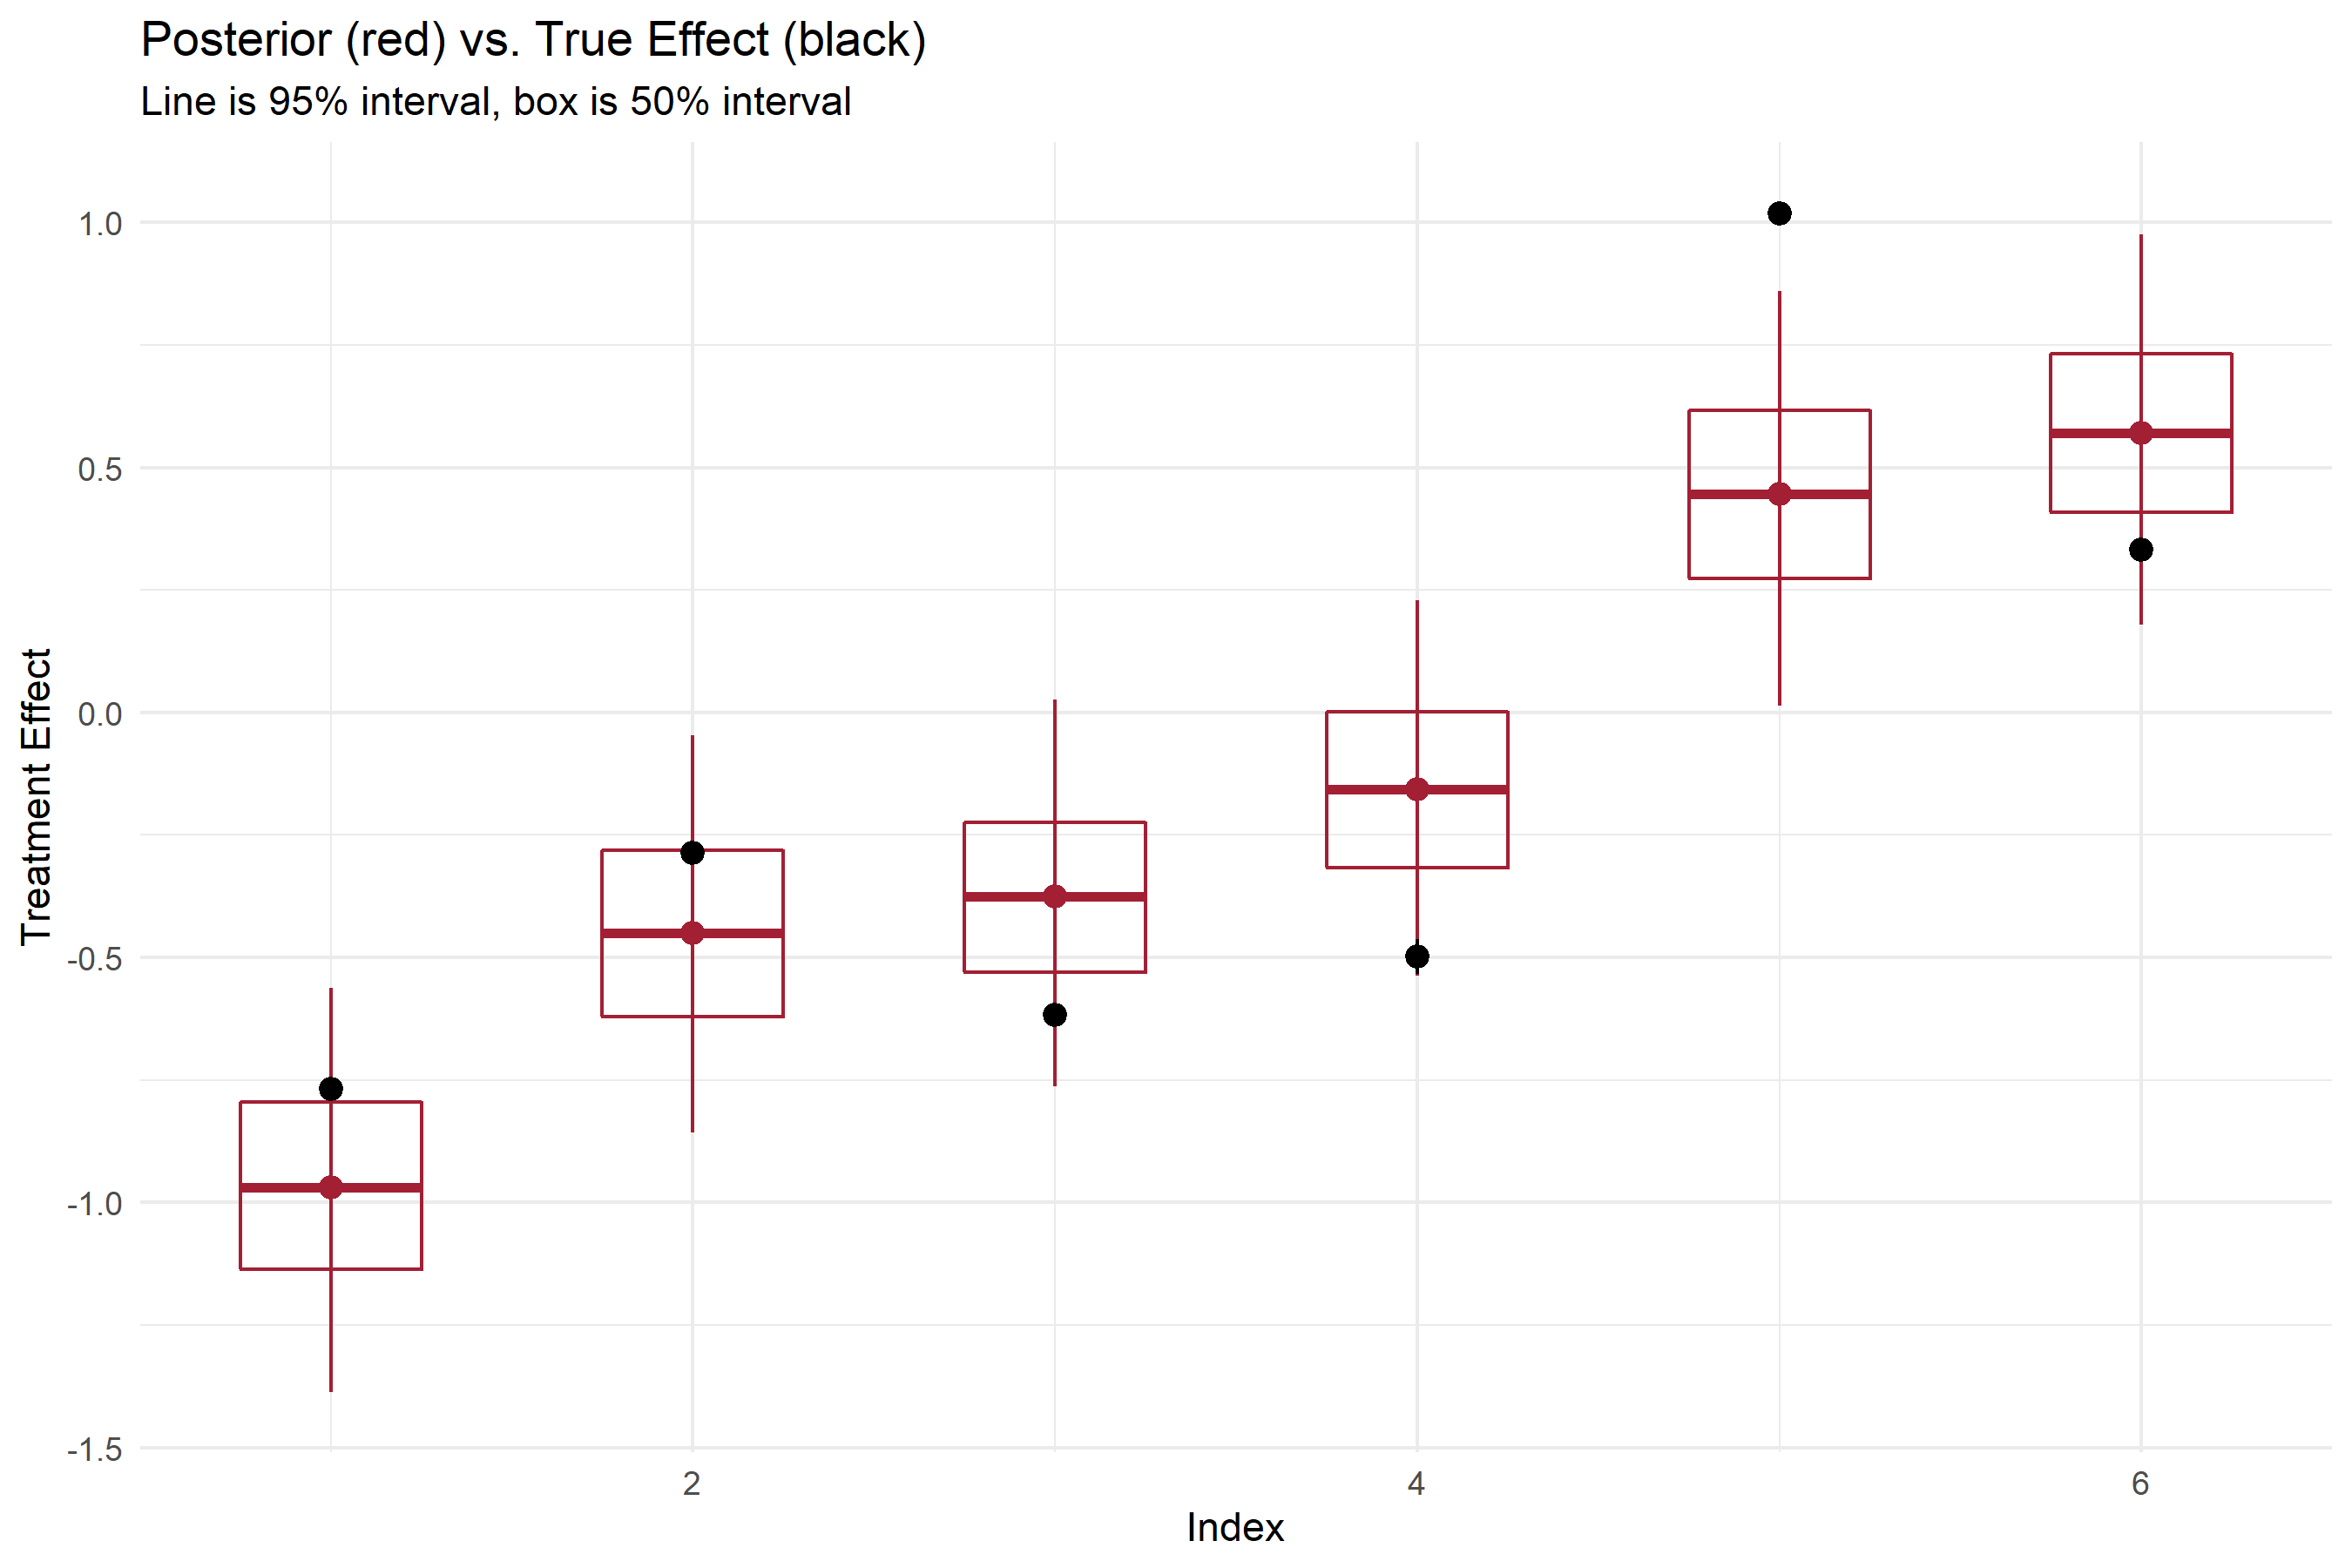 Posterior (red) vs. True Effect (black)
Line is 95% interval, box is 50% interval
Treatment Effect
1.0
0.5
0.0
-0.5
-1.0
-1.5
2
4
6
Index